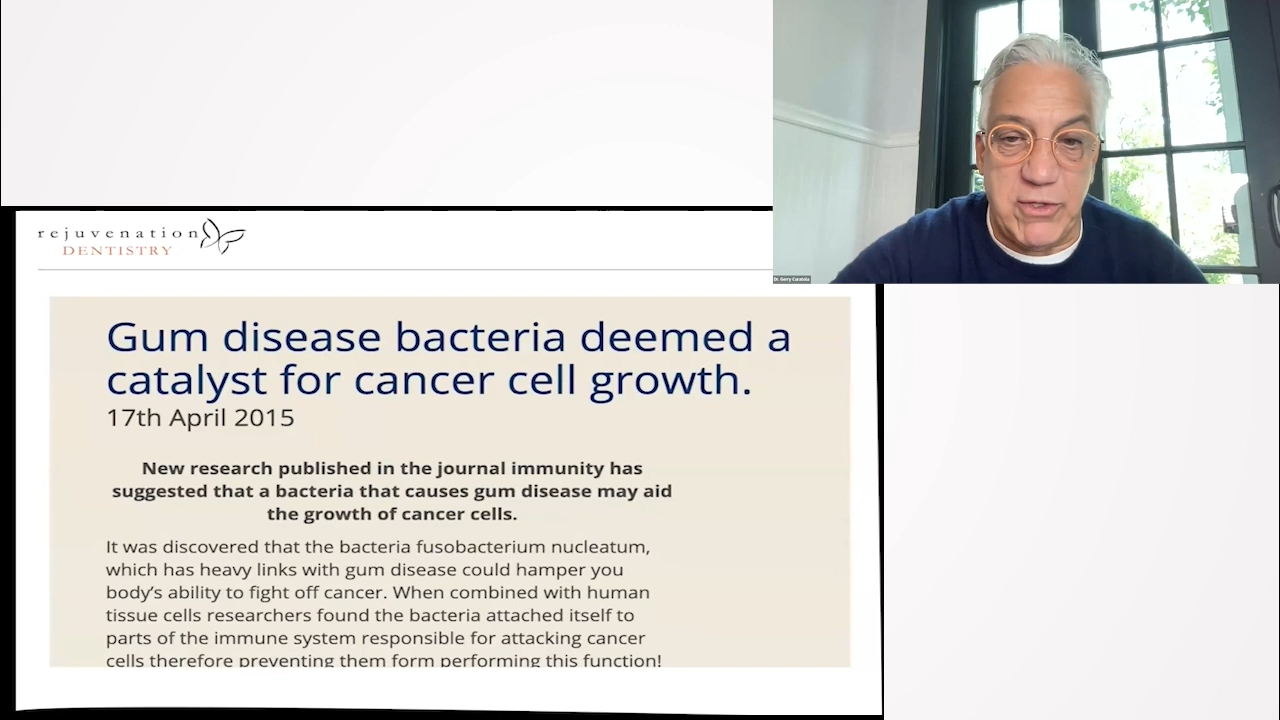 rejuvenation
DENTISTRY
Dr. Gerry Curatola
Gum disease bacteria deemed a
catalyst for cancer cell growth.
17th April 2015
New research published in the journal immunity has
suggested that a bacteria that causes gum disease may aid
the growth of cancer cells.
It was discovered that the bacteria fusobacterium nucleatum,
which has heavy links with gum disease could hamper you
body’s ability to fight off cancer. When combined with human
tissue cells researchers found the bacteria attached itself to
parts of the immune system responsible for attacking cancer
cells therefore preventing them form performing this function!